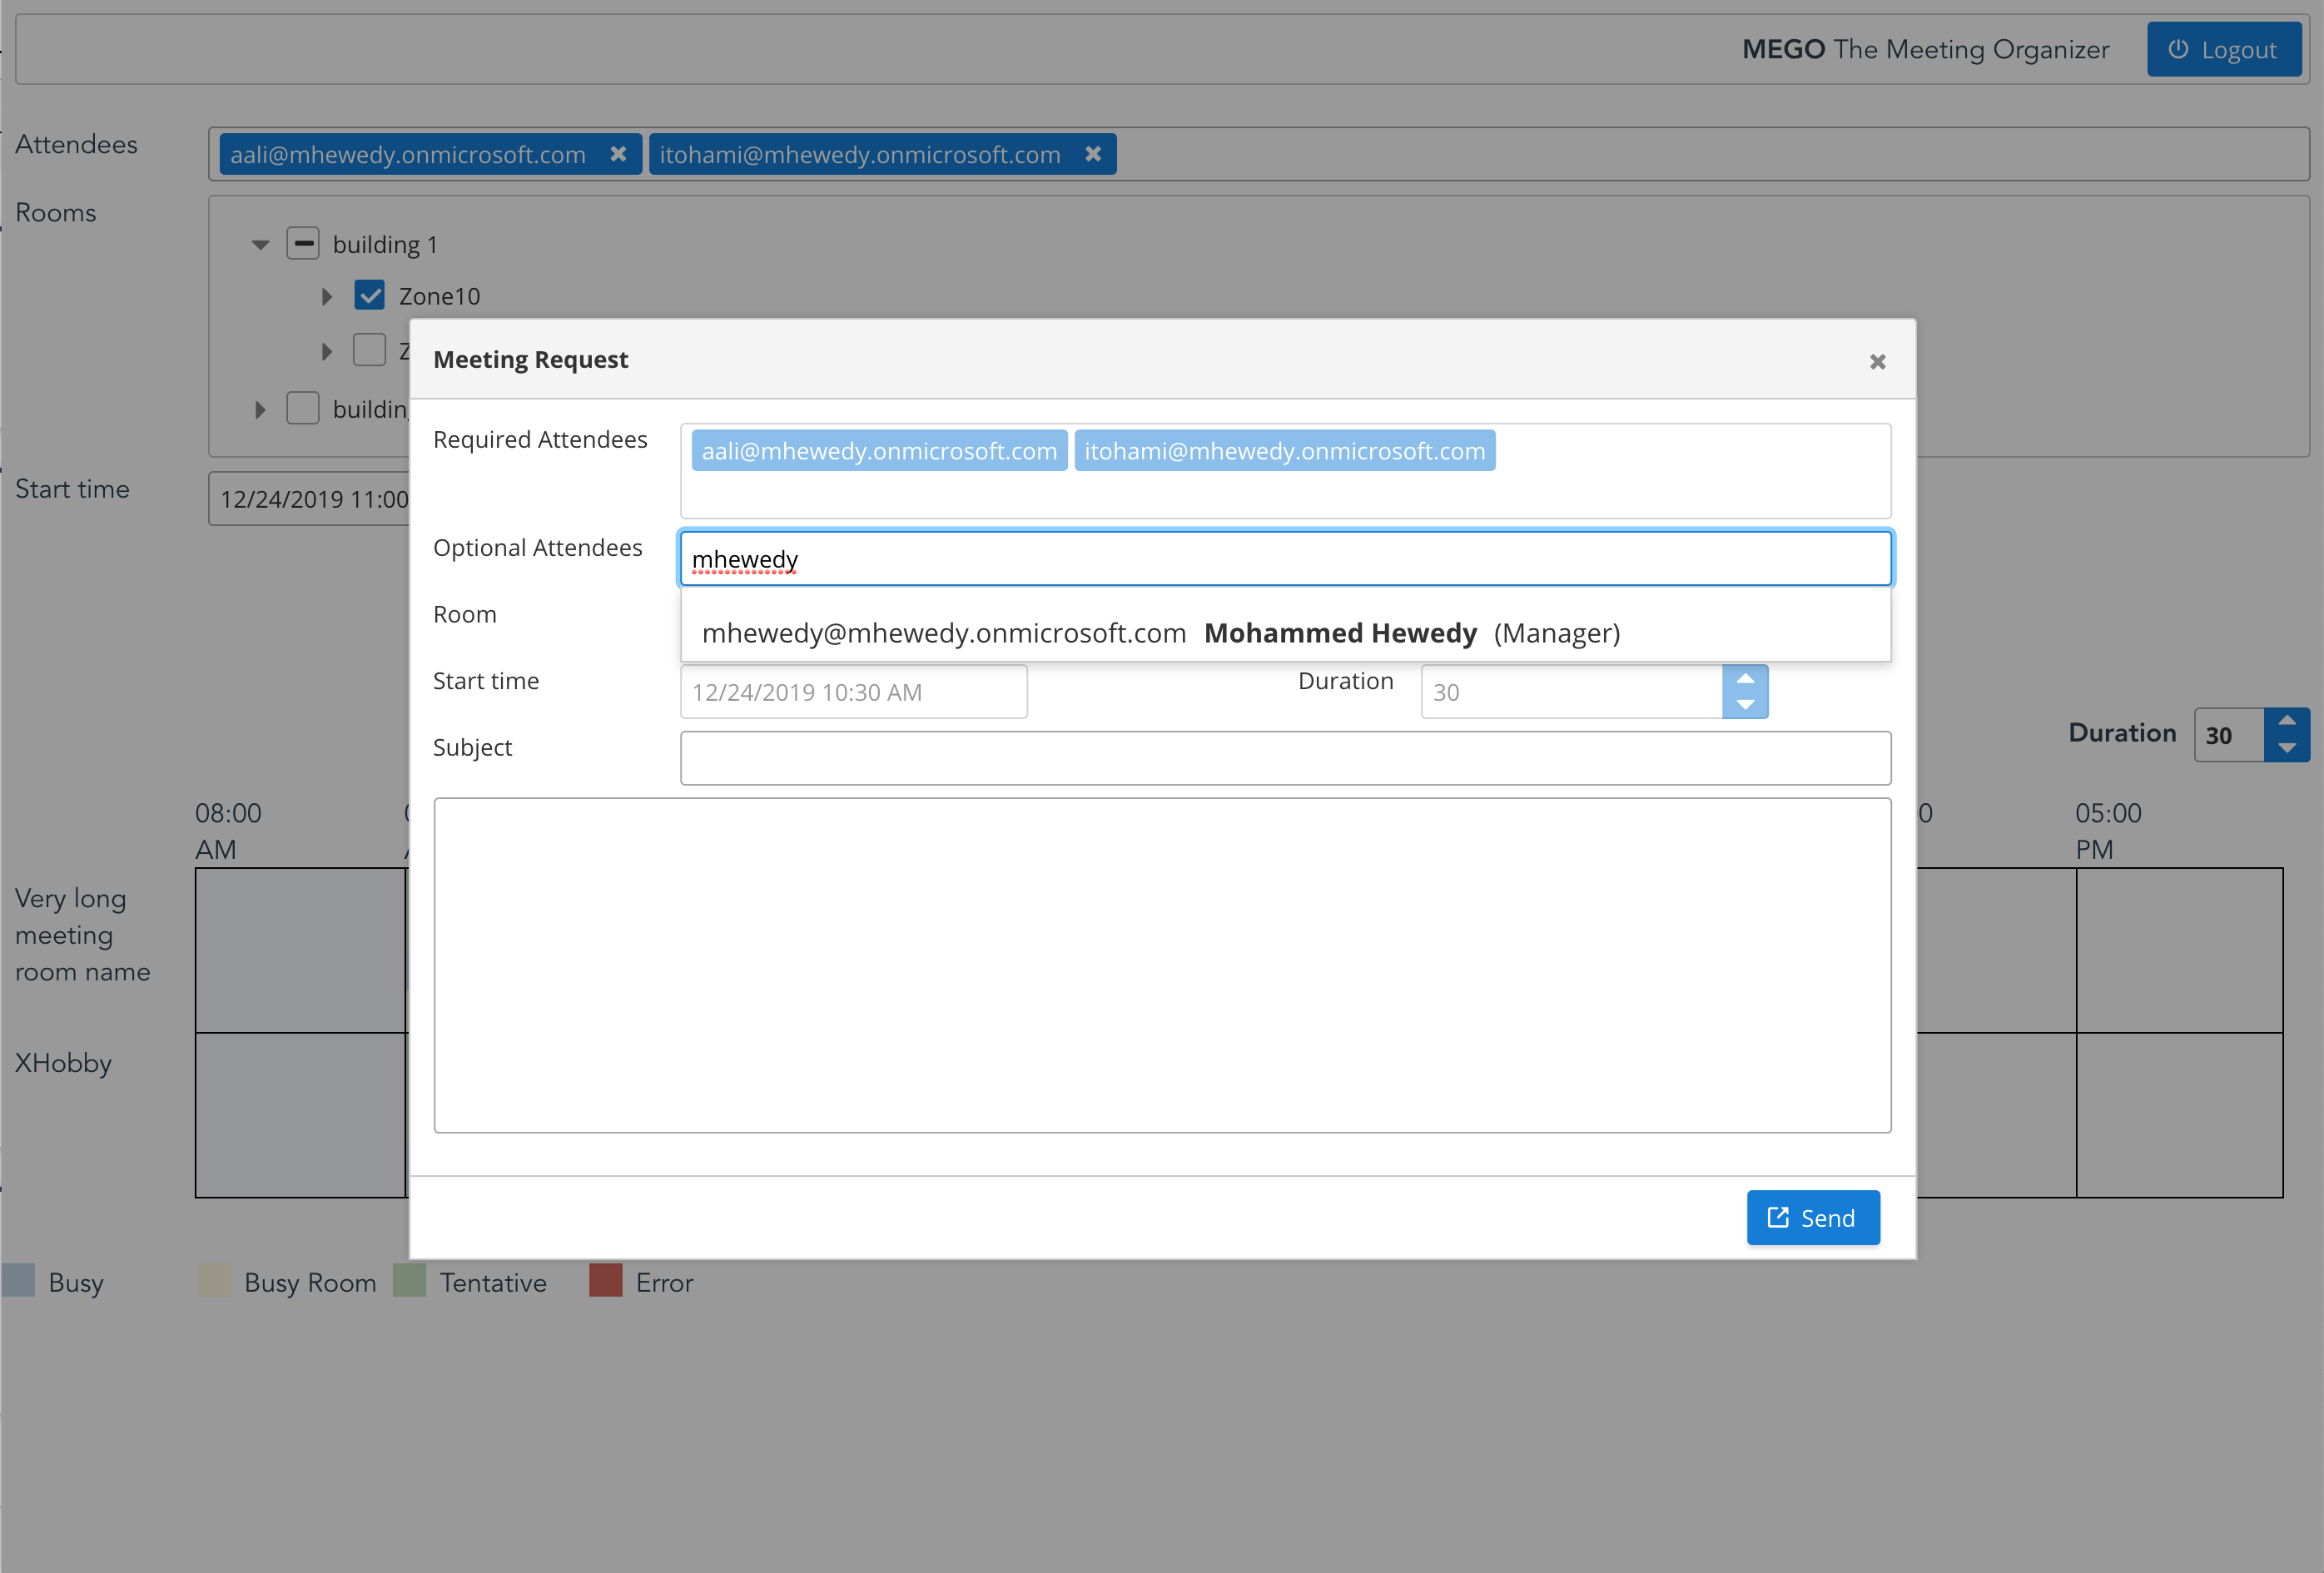 MEGO The Meeting Organizer
Logout
Attendees
aali@mhewedy.onmicrosoft.com
itohami@mhewedy.onmicrosoft.com
Rooms
building 1
Zone10
Start time
12/24/2019 11:00
Meeting Request
Required Attendees
aali@mhewedy.onmicrosoft.com
itohami@mhewedy.onmicrosoft.com
Optional Attendees
mhewedy
Room
mhewedy@mhewedy.onmicrosoft.com Mohammed Hewedy (Manager)
Start time
12/24/2019 10:30 AM
Duration
30
Subject
Send
Duration
30
08:00
AM
05:00
PM
Very long
meeting
room name
XHobby
Busy
Busy Room
Tentative
Error